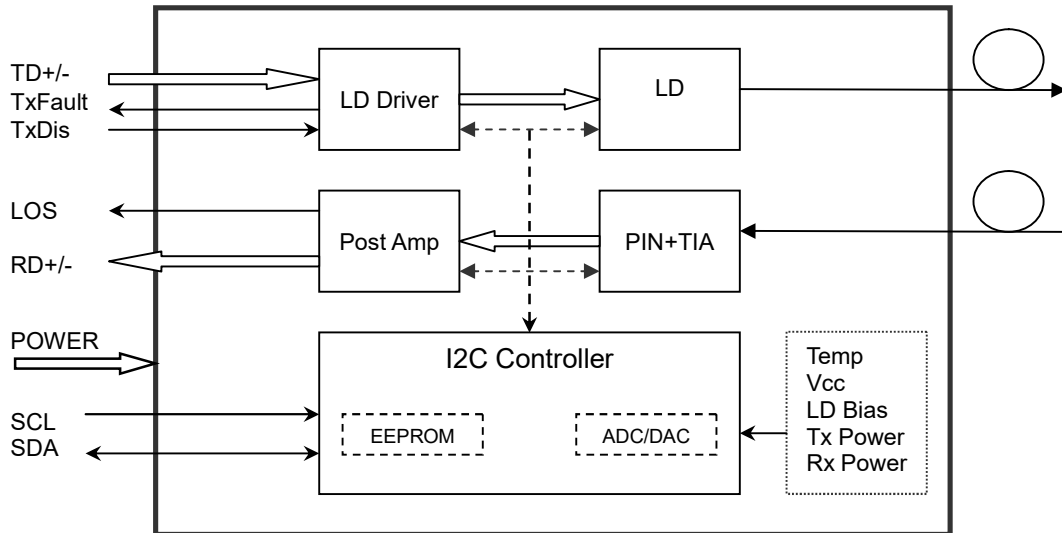 TD+/-
TxFault
TxDis
LD Driver
LD
LOS
RD+/-
Post Amp
PIN+TIA
POWER
SCL
SDA
I2C Controller
EEPROM
ADC/DAC
Temp
Vcc
LD Bias
Tx Power
Rx Power